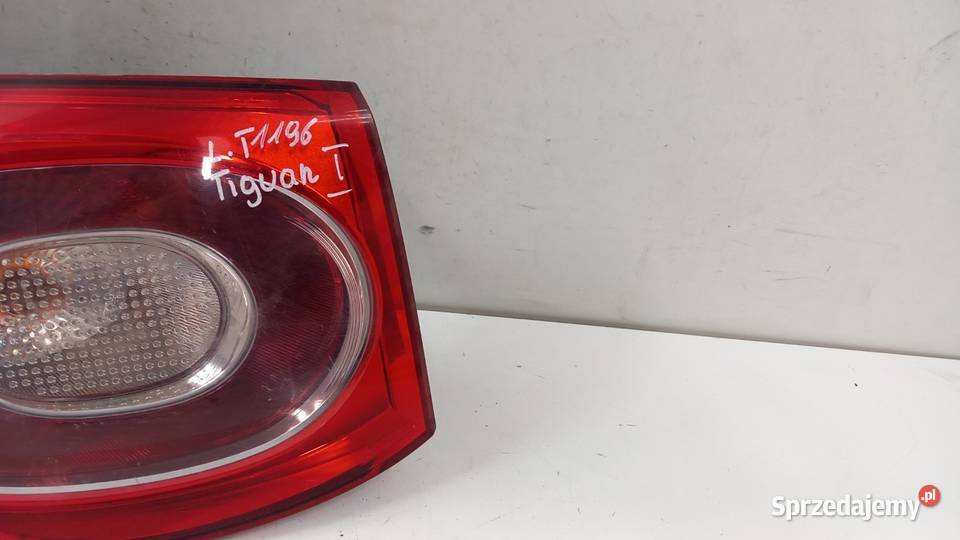 L.T1196
Tiguan I
Sprzedajemy.pl